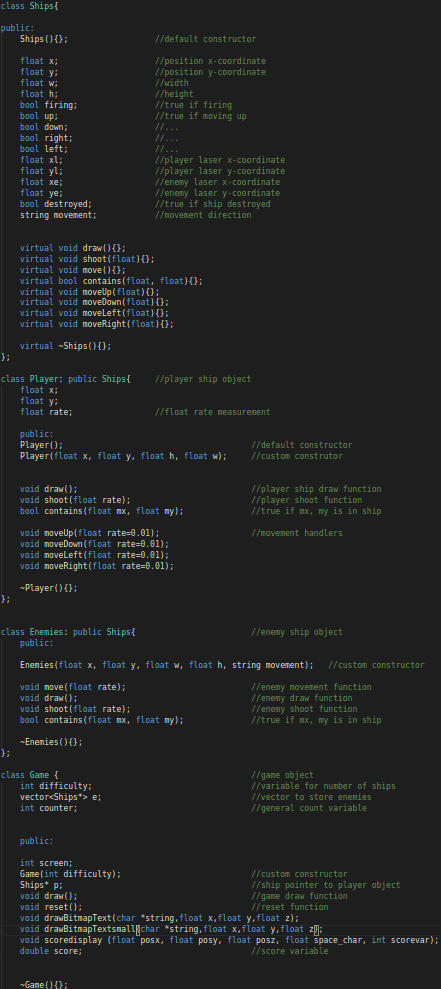 class Ships{
public:
Ships(){}; //default constructor
float x; //position x-coordinate
float y; //position y-coordinate
float w; //width
float h; //height
bool firing; //true if firing
bool up; //true if moving up
bool down; //...
bool right; //...
bool left; //...
float xl; //player laser x-coordinate
float yl; //player laser y-coordinate
float xe; //enemy laser x-coordinate
float ye; //enemy laser y-coordinate
bool destroyed; //true if ship destroyed
string movement; //movement direction
virtual void draw(){};
virtual void shoot(float){};
virtual void move(){};
virtual bool contains(float, float){};
virtual void moveUp(float){};
virtual void moveDown(float){};
virtual void moveLeft(float){};
virtual void moveRight(float){};
virtual ~Ships(){};
};
class Player: public Ships{ //player ship object
float x;
float y;
float rate; //float rate measurement
public:
Player(); //default constructor
Player(float x, float y, float h, float w); //custom construtor
void draw(); //player ship draw function
void shoot(float rate); //player shoot function
bool contains(float mx, float my); //true if mx, my is in ship
void moveUp(float rate=0.01); //movement handlers
void moveDown(float rate=0.01);
void moveLeft(float rate=0.01);
void moveRight(float rate=0.01);
~Player(){};
};
class Enemies: public Ships{ //enemy ship object
public:
Enemies(float x, float y, float w, float h, string movement); //custom constructor
void move(float rate); //enemy movement function
void draw(); //enemy draw function
void shoot(float rate); //enemy shoot function
bool contains(float mx, float my); //true if mx, my is in ship
~Enemies(){};
};
class Game { //game object
int difficulty; //variable for number of ships
vector<Ships*> e; //vector to store enemies
int counter; //general count variable
public:
int screen;
Game(int difficulty); //custom constructor
Ships* p; //ship pointer to player object
void draw(); //game draw function
void reset(); //reset function
void drawBitmapText(char *string,float x,float y,float z);
void drawBitmapTextsmall(char *string,float x,float y,float z);
void scoredisplay (float posx, float posy, float posz, float space_char, int scorevar);
double score; //score variable
~Game(){};